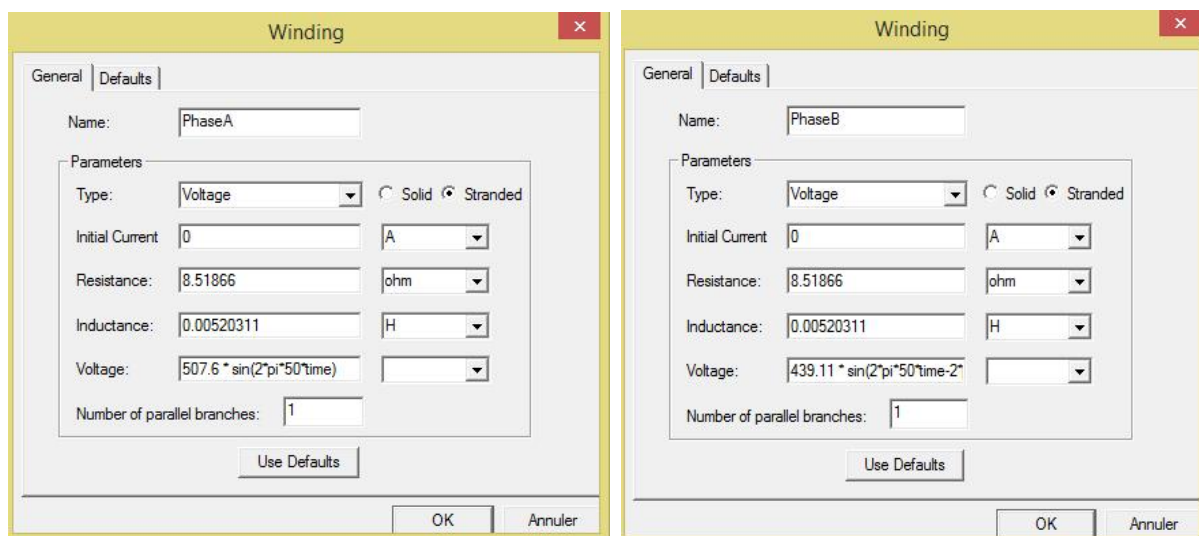 Winding
General Defaults
Name: PhaseA
Parameters
Type: Voltage Solid Stranded
Initial Current 0 A
Resistance: 8.51866 ohm
Inductance: 0.00520311 H
Voltage: 507.6 * sin(2*pi*50*time)
Number of parallel branches: 1
Use Defaults
OK Annuler
Winding
General Defaults
Name: PhaseB
Parameters
Type: Voltage Solid Stranded
Initial Current 0 A
Resistance: 8.51866 ohm
Inductance: 0.00520311 H
Voltage: 439.11 * sin(2*pi*50*time-2*
Number of parallel branches: 1
Use Defaults
OK Annuler